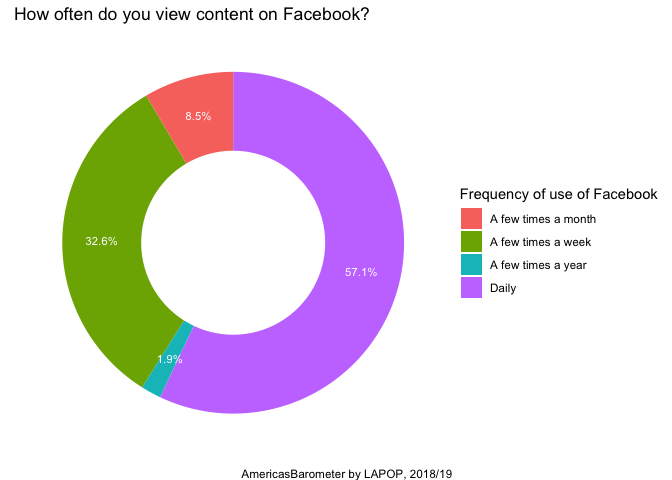 How often do you view content on Facebook?
8.5%
32.6%
57.1%
1.9%
Frequency of use of Facebook
A few times a month
A few times a week
A few times a year
Daily
AmericasBarometer by LAPOP, 2018/19